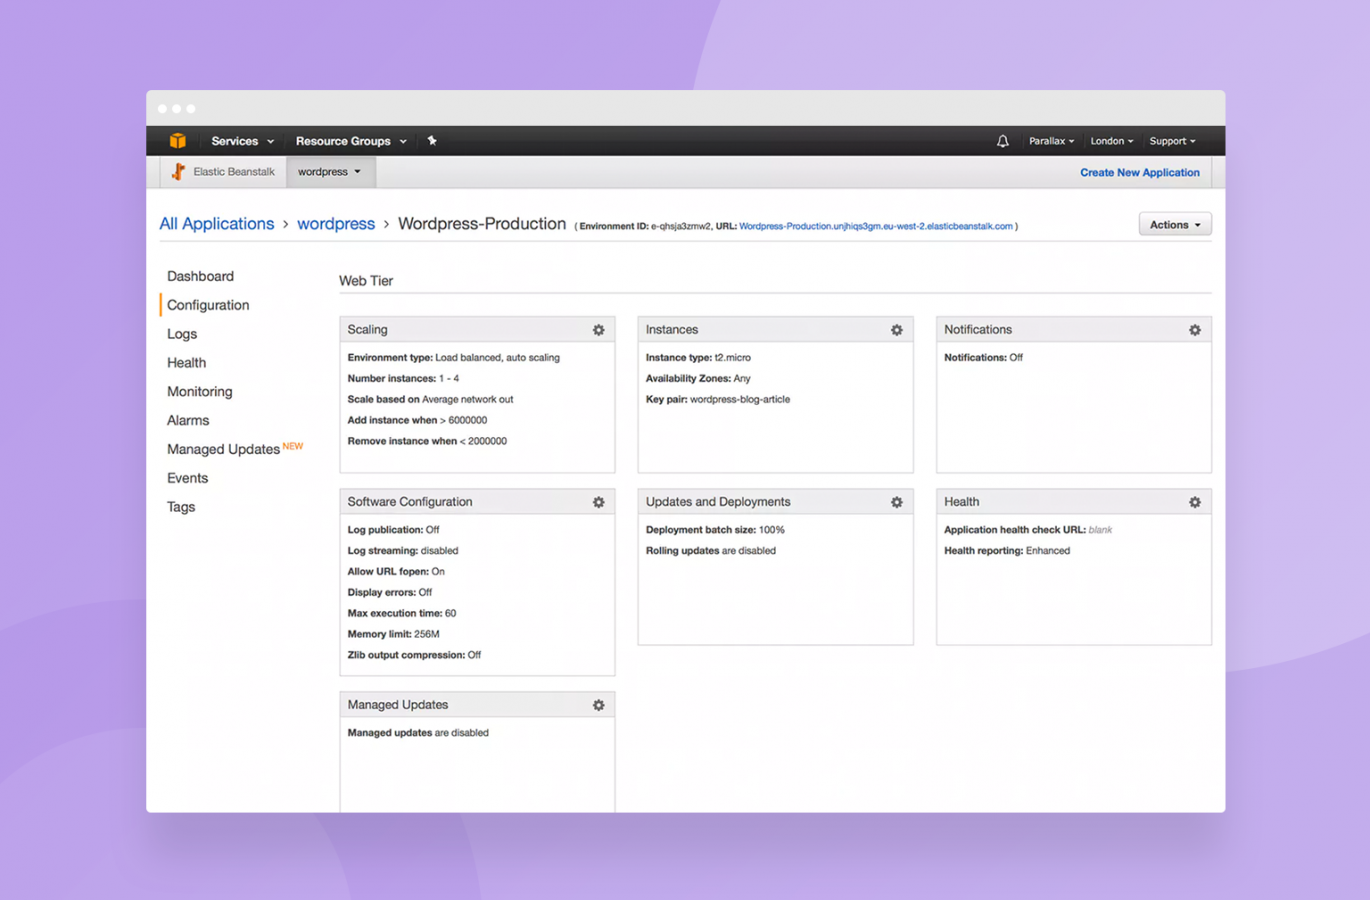 Services Resource Groups Parallax London Support
Elastic Beanstalk wordpress Create New Application
All Applications > wordpress > Wordpress-Production ( Environment ID: e-qhsja3zmw2, URL: Wordpress-Production.unjhiqs3gm.eu-west-2.elasticbeanstalk.com ) Actions
Dashboard
Configuration
Logs
Health
Monitoring
Alarms
Managed Updates NEW
Events
Tags
Web Tier
Scaling
Environment type: Load balanced, auto scaling
Number instances: 1 - 4
Scale based on Average network out
Add instance when > 6000000
Remove instance when < 2000000
Instances
Instance type: t2.micro
Availability Zones: Any
Key pair: wordpress-blog-article
Notifications
Notifications: Off
Software Configuration
Log publication: Off
Log streaming: disabled
Allow URL fopen: On
Display errors: Off
Max execution time: 60
Memory limit: 256M
Zlib output compression: Off
Updates and Deployments
Deployment batch size: 100%
Rolling updates are disabled
Health
Application health check URL: blank
Health reporting: Enhanced
Managed Updates
Managed updates are disabled